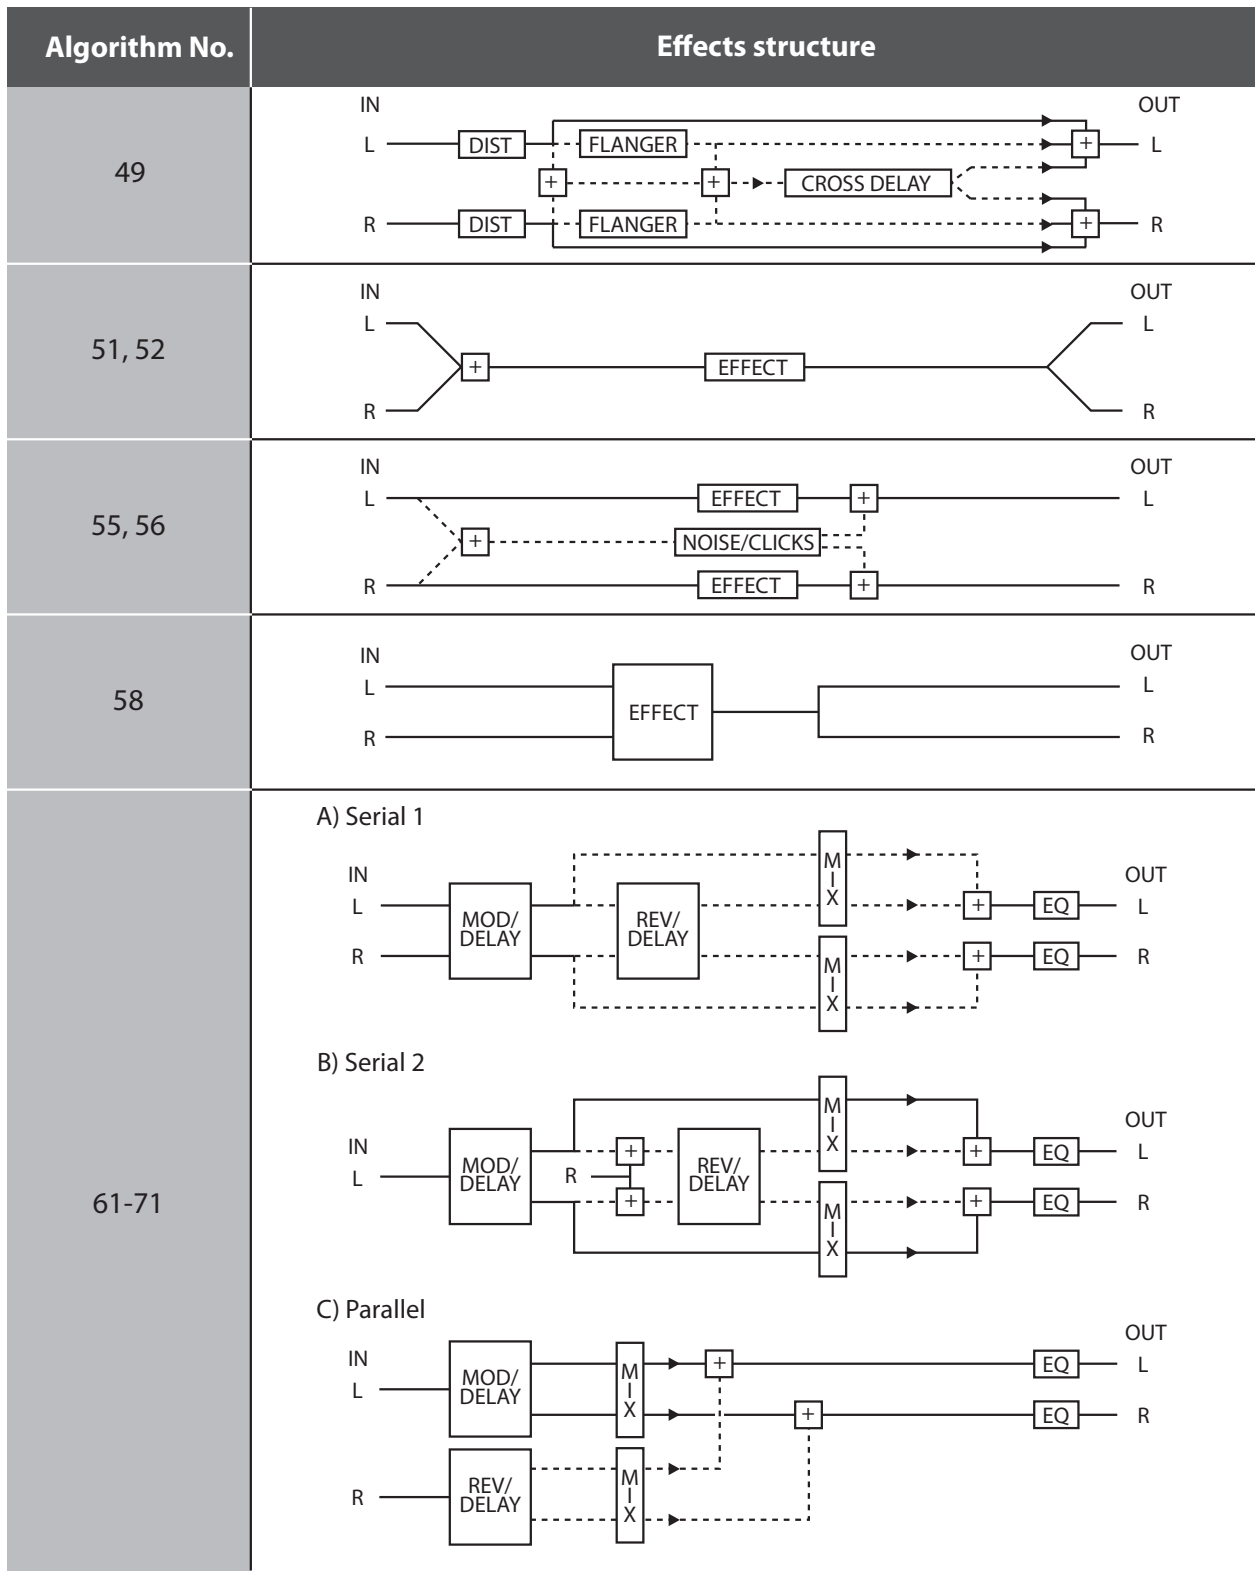 Algorithm No. Effects structure
49
IN OUT
L DIST FLANGER + L
+ + CROSS DELAY
R DIST FLANGER + R
51, 52
IN OUT
L L
+ EFFECT
R R
55, 56
IN OUT
L EFFECT + L
+ NOISE/CLICKS
R EFFECT + R
58
IN OUT
L L
EFFECT
R R
61-71
A) Serial 1
IN OUT
L MOD/ DELAY REV/ DELAY MIX + EQ L
R MIX + EQ R
B) Serial 2
IN OUT
L MOD/ DELAY + REV/ DELAY MIX + EQ L
R + MIX + EQ R
C) Parallel
IN OUT
L MOD/ DELAY MIX + EQ L
+ EQ R
R REV/ DELAY MIX